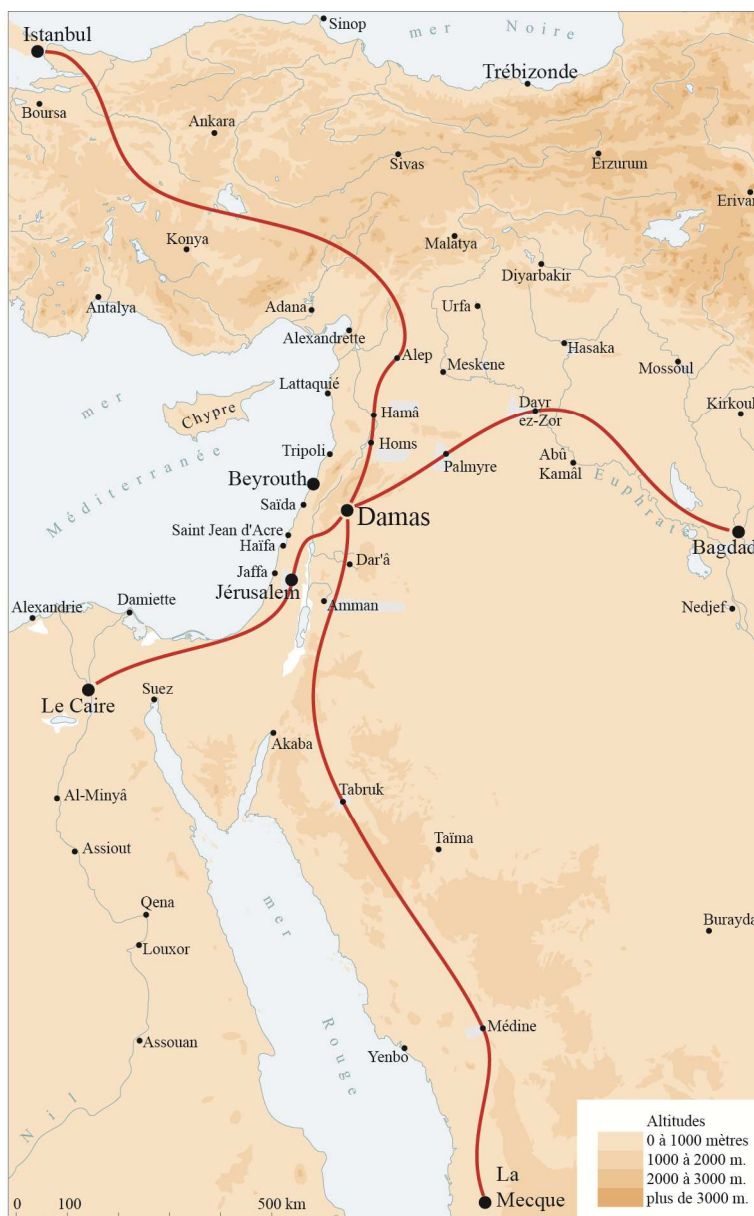 Sinop
Istanbul
mer Noire
Trébizonde
Boursa
Ankara
Sivas
Erzurum
Erivan
Konya
Malatya
Diyarbakir
Antalya
Adana
Urfa
Alexandrette
Hasaka
Alep
Meskene
Mossoul
Lattaquié
Dayr
ez-Zor
Chypre
Hamâ
Kirkouk
mer
Méditerranée
Homs
Tripoli
Palmyre
Abû
Kamâl
Beyrouth
Saïda
Damas
Euphrate
Saint Jean d'Acre
Haïfa
Bagdad
Dar'â
Jaffa
Jérusalem
Alexandrie
Damiette
Amman
Nedjef
Suez
Le Caire
Akaba
Al-Minyâ
Tabruk
Assiout
Taïma
mer
Rouge
Qena
Burayda
Louxor
Médine
Assouan
Yenbo
Nil
Altitudes
0 à 1000 mètres
1000 à 2000 m.
2000 à 3000 m.
plus de 3000 m.
La
Mecque
0 100 500 km